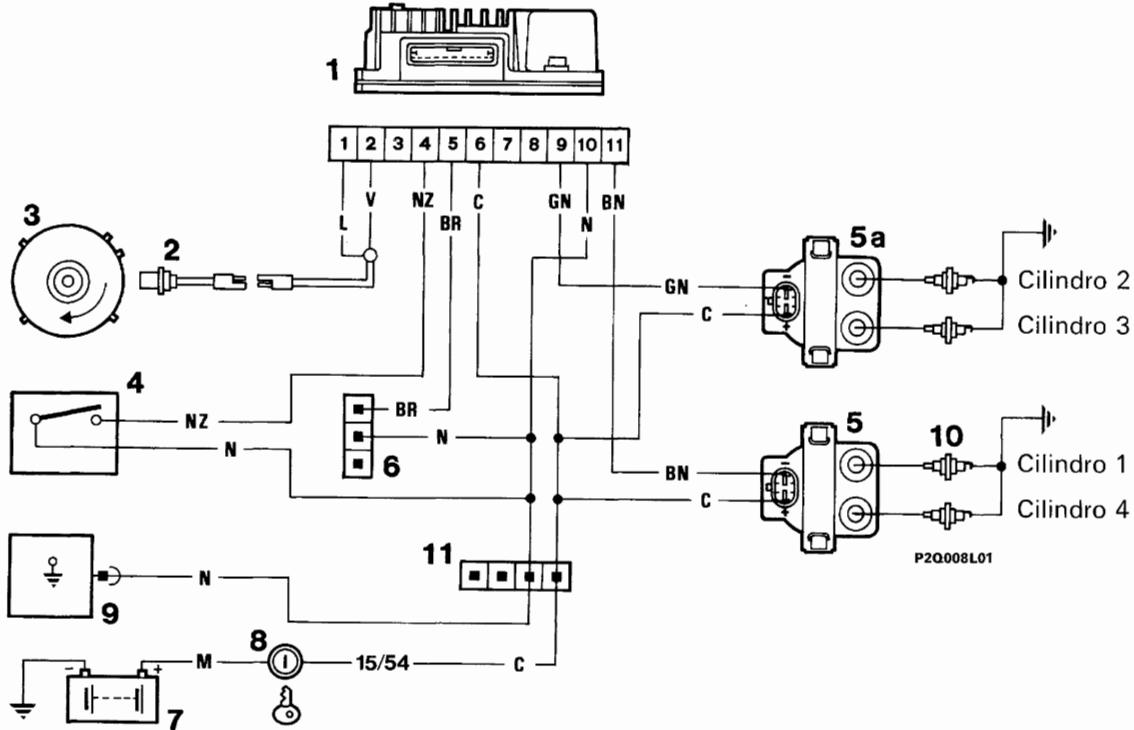 1
1 2 3 4 5 6 7 8 9 10 11
L V NZ BR C GN N BN
3
2
5a
GN
C
Cilindro 2
Cilindro 3
4
NZ
N
BR
N
6
5
10
BN
C
Cilindro 1
Cilindro 4
P2Q008L01
11
9
N
8
- + M 15/54 C
7
- +
- +